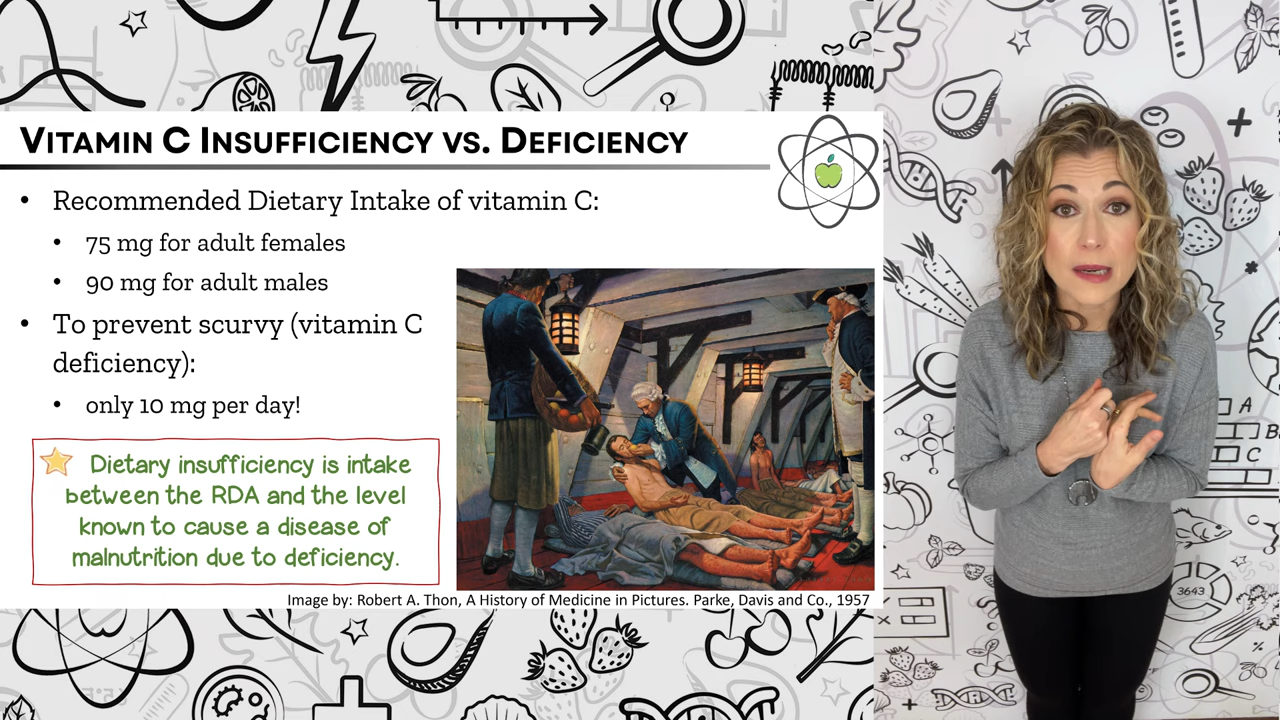 VITAMIN C INSUFFICIENCY VS. DEFICIENCY
• Recommended Dietary Intake of vitamin C:
• 75 mg for adult females
• 90 mg for adult males
• To prevent scurvy (vitamin C
deficiency):
• only 10 mg per day!
Dietary insufficiency is intake
between the RDA and the level
known to cause a disease of
malnutrition due to deficiency.
Image by: Robert A. Thon, A History of Medicine in Pictures. Parke, Davis and Co., 1957
A
B
C
3643
x
%